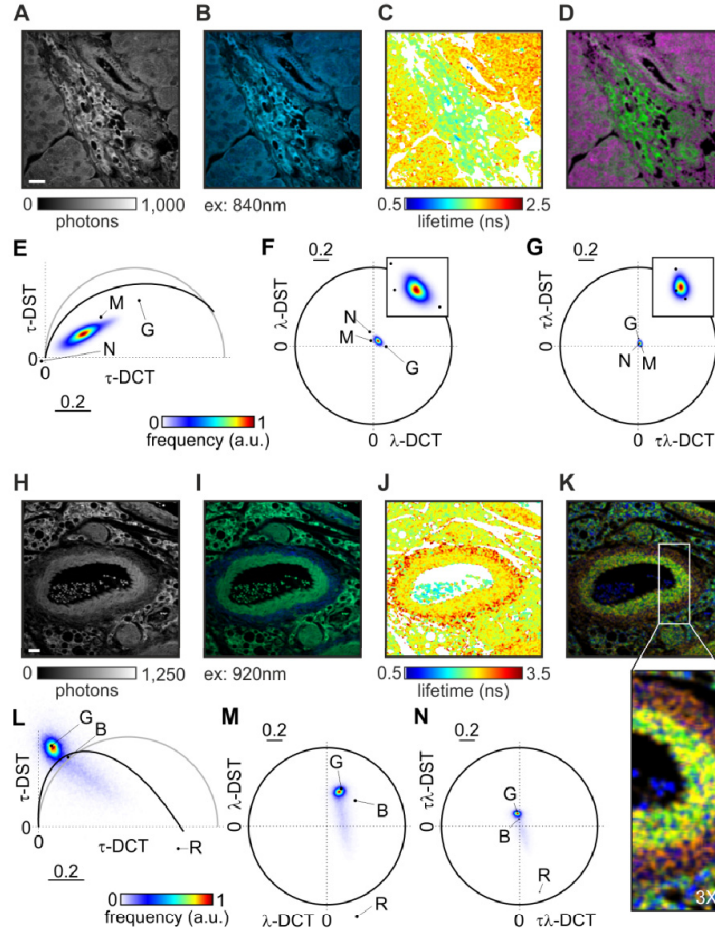 A B C D
0 1,000 ex: 840nm 0.5 2.5
photons lifetime (ns)
E F G
0.2 0.2
τ-DST λ-DST τλ-DST
M N G G
N M
G N M
0 0 0
0 τ-DCT 0 λ-DCT 0 τλ-DCT
0.2
0 1
frequency (a.u.)
H I J K
0 1,250 ex: 920nm 0.5 3.5
photons lifetime (ns)
L M N
0.2 0.2
G B G G
τ-DST λ-DST τλ-DST
B B
0 0 0
0 τ-DCT R R R
0.2
0 1 λ-DCT 0 0 τλ-DCT
frequency (a.u.)
3X